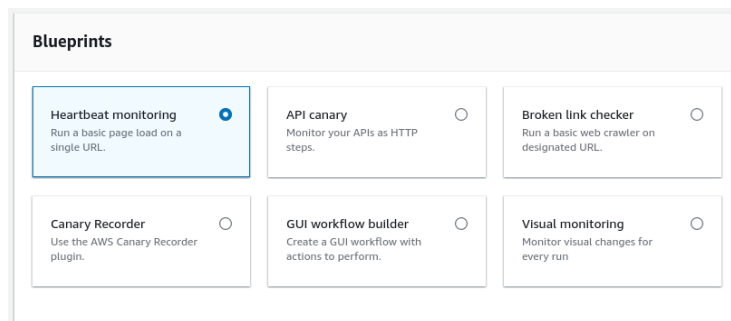 Blueprints
Heartbeat monitoring
Run a basic page load on a
single URL.
API canary
Monitor your APIs as HTTP
steps.
Broken link checker
Run a basic web crawler on
designated URL.
Canary Recorder
Use the AWS Canary Recorder
plugin.
GUI workflow builder
Create a GUI workflow with
actions to perform.
Visual monitoring
Monitor visual changes for
every run